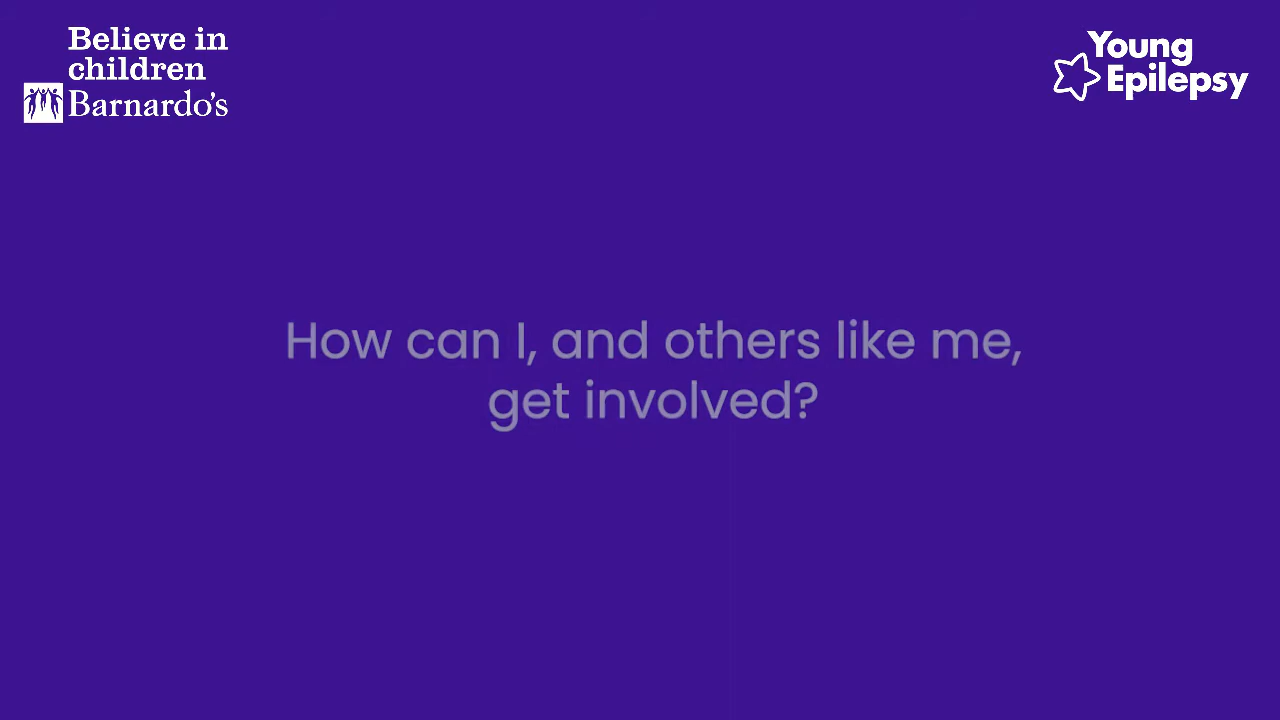 Believe in
children
Barnardo's
Young
Epilepsy
How can I, and others like me,
get involved?